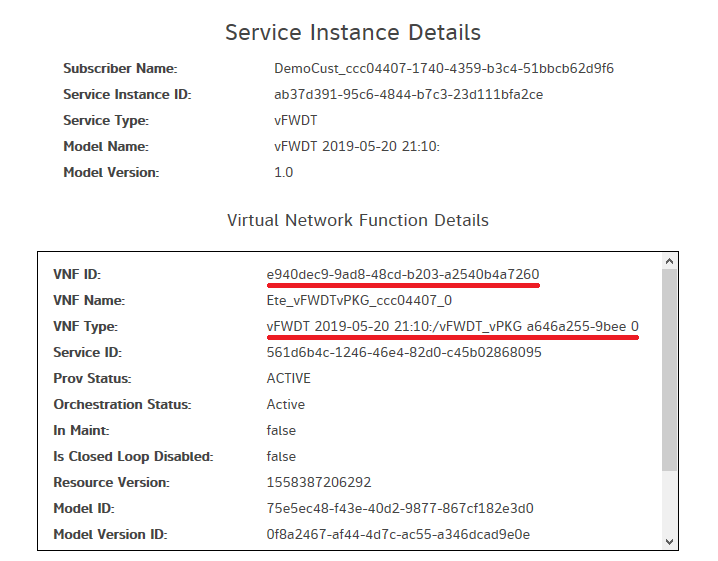 Service Instance Details
Subscriber Name: DemoCust_ccc04407-1740-4359-b3c4-51bbcb62d9f6
Service Instance ID: ab37d391-95c6-4844-b7c3-23d111bfa2ce
Service Type: vFWDT
Model Name: vFWDT 2019-05-20 21:10:
Model Version: 1.0
Virtual Network Function Details
VNF ID: e940dec9-9ad8-48cd-b203-a2540b4a7260
VNF Name: Ete_vFWDTvPKG_ccc04407_0
VNF Type: vFWDT 2019-05-20 21:10:/vFWDT_vPKG a646a255-9bee 0
Service ID: 561d6b4c-1246-46e4-82d0-c45b02868095
Prov Status: ACTIVE
Orchestration Status: Active
In Maint: false
Is Closed Loop Disabled: false
Resource Version: 1558387206292
Model ID: 75e5ec48-f43e-40d2-9877-867cf182e3d0
Model Version ID: 0f8a2467-af44-4d7c-ac55-a346dcad9e0e